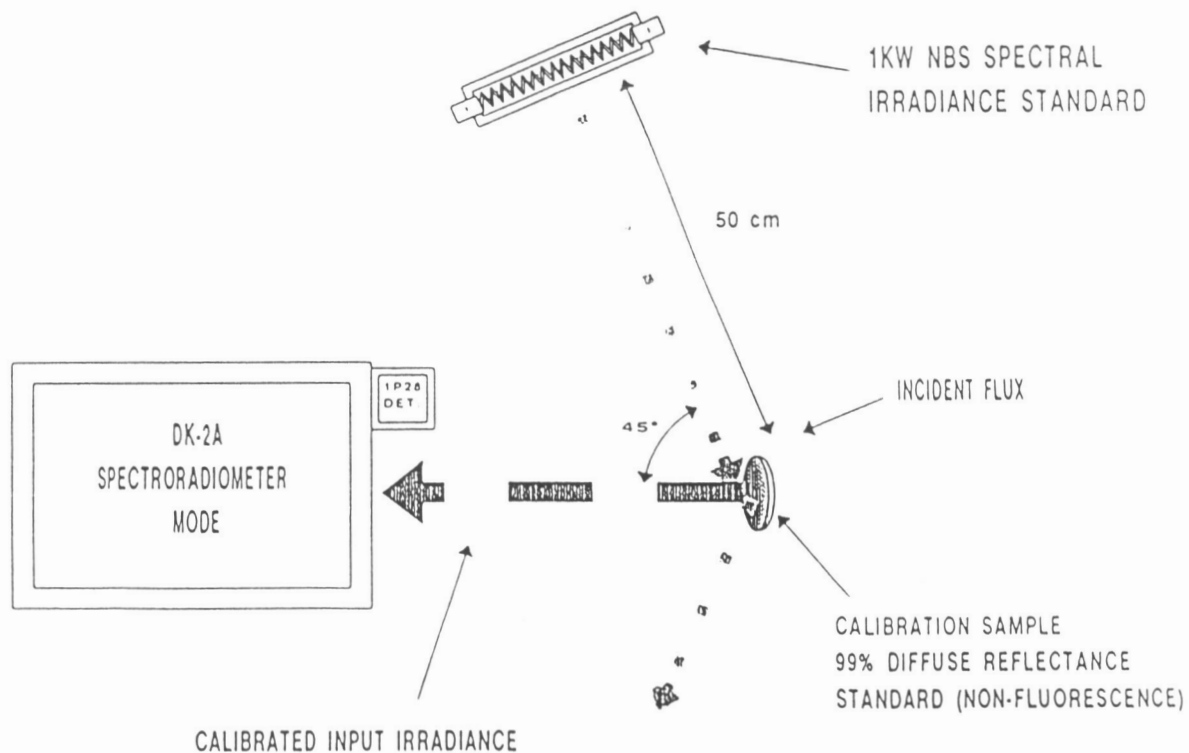 1KW NBS SPECTRAL
IRRADIANCE STANDARD
50 cm
1P28
DET
INCIDENT FLUX
45°
DK-2A
SPECTRORADIOMETER
MODE
CALIBRATION SAMPLE
99% DIFFUSE REFLECTANCE
STANDARD (NON-FLUORESCENCE)
CALIBRATED INPUT IRRADIANCE